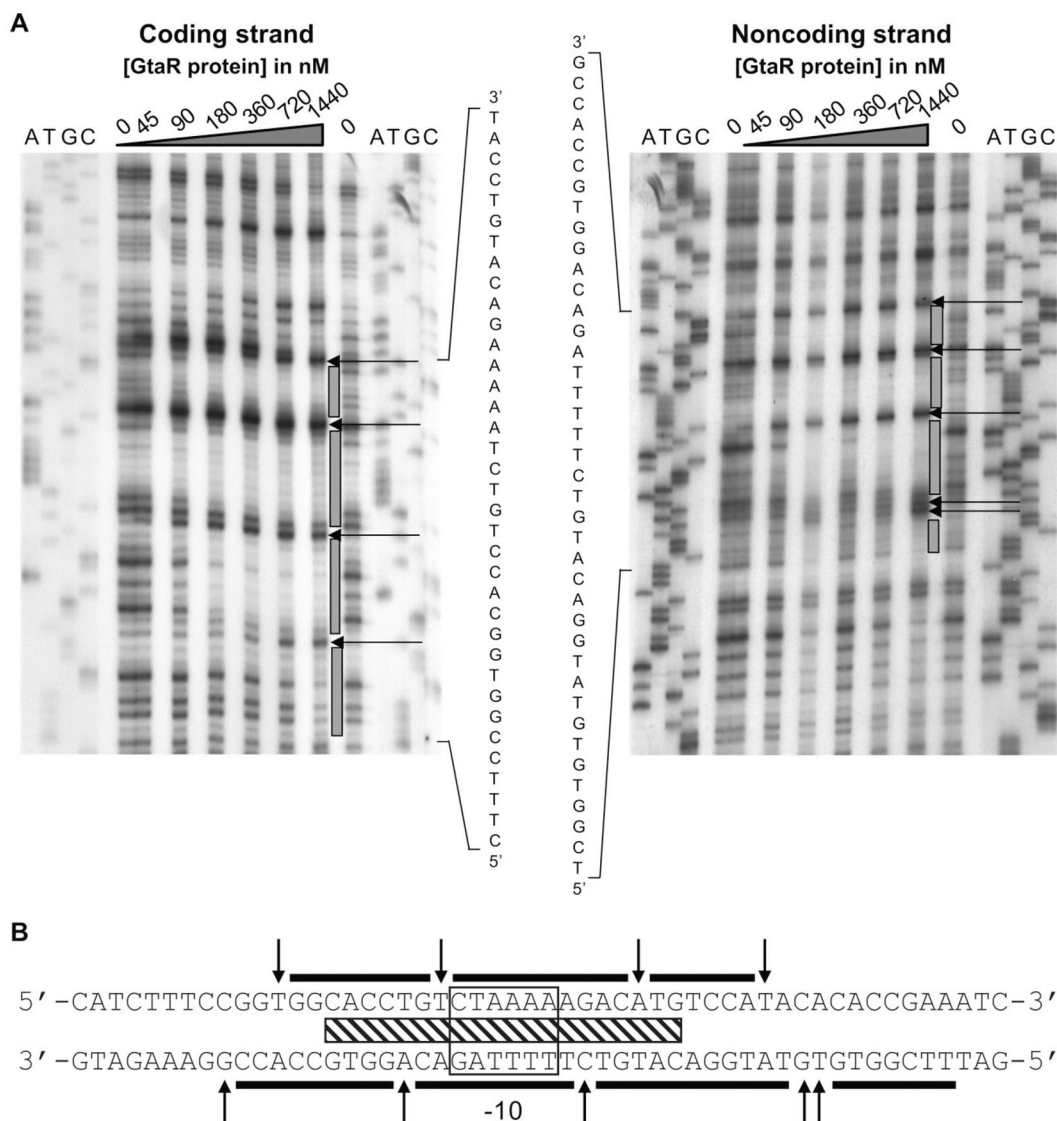 A
Coding strand
[GtaR protein] in nM
0 45 90 180 360 720 1440 0
A T G C
A T G C
3'
T A C C T G T A C A G A A A A A T C T G T C C A C G G T G G C C T T T C
5'
3'
G C C A C C G T G G A C A G A T T T T T C T G T A C A G G T A T G T G T G G C T
5'
Noncoding strand
[GtaR protein] in nM
0 45 90 180 360 720 1440 0
A T G C
A T G C
B
5'-CATCTTTCCGGTGGCACCTGTCTAAAAAGACATGTCCATACACACCGAAATC-3'
3'-GTAGAAAGGCCACCGTGGACAGATTTTTCTGTACAGGTATGTGTGGCTTTAG-5'
-10